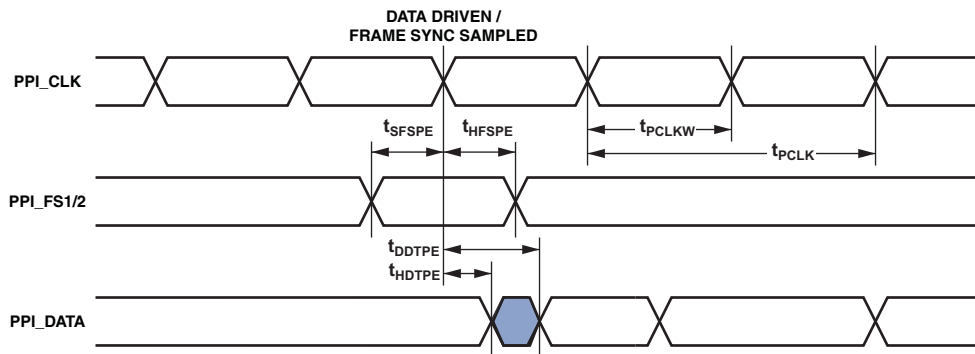 DATA DRIVEN /
FRAME SYNC SAMPLED
PPI_CLK
tSFSPE
tHFSPE
tPCLKW
tPCLK
PPI_FS1/2
tDDTPE
tHDTPE
PPI_DATA